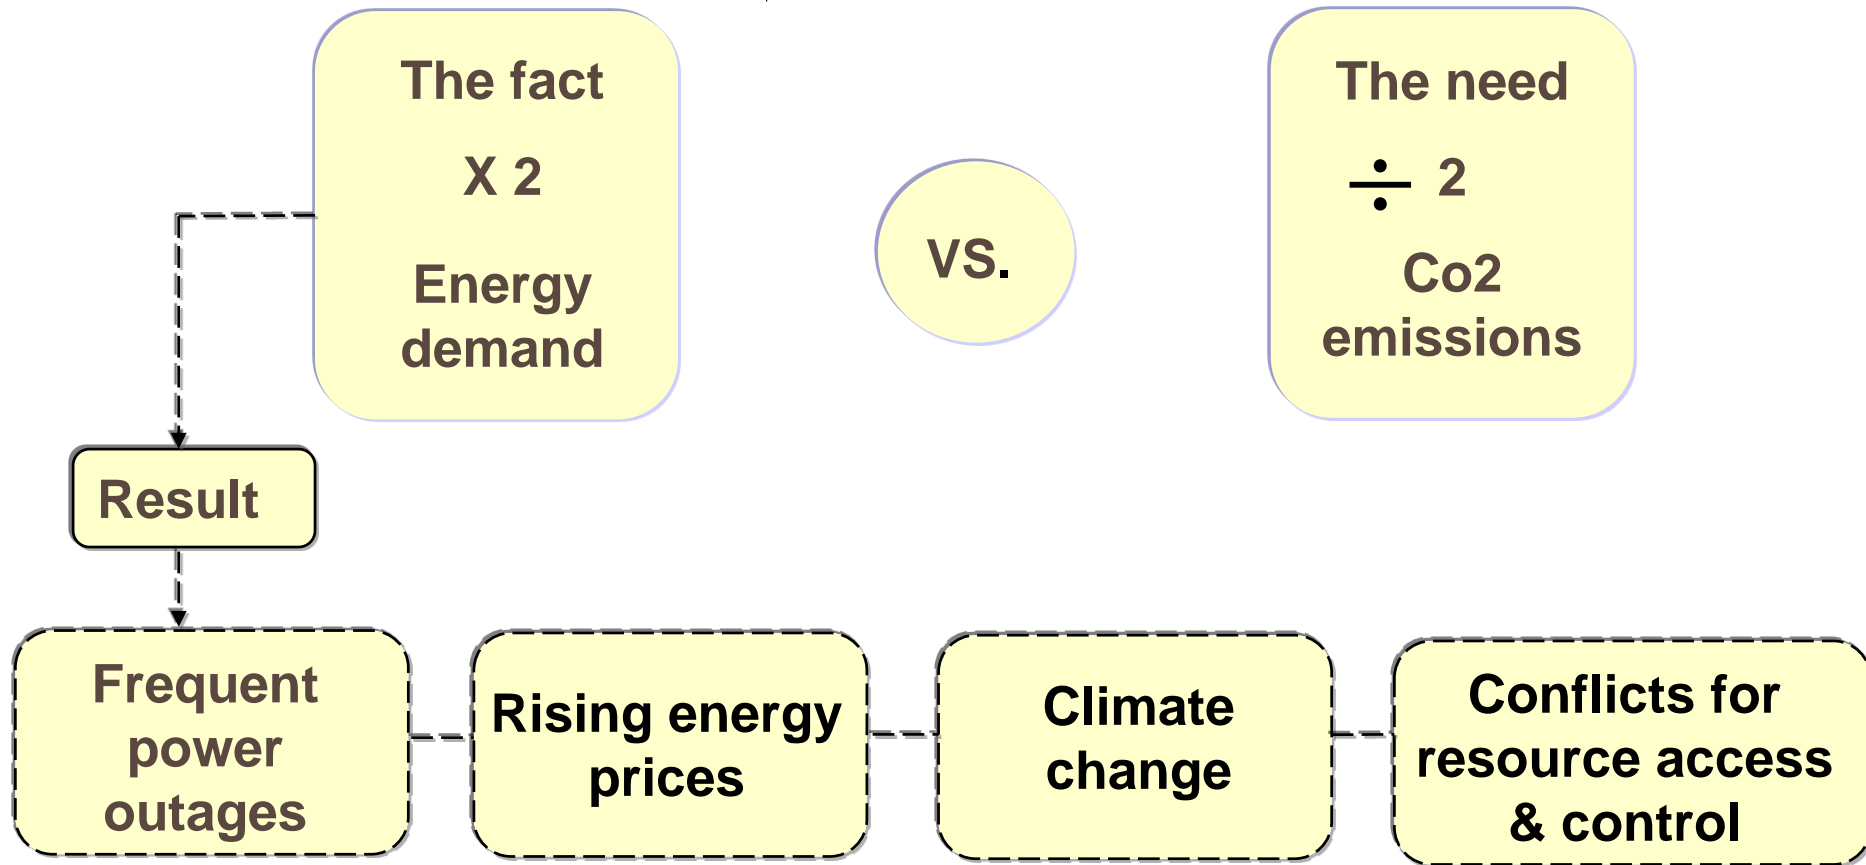 The fact
X 2
Energy
demand
VS.
The need
÷ 2
Co2
emissions
Result
Frequent
power
outages
Rising energy
prices
Climate
change
Conflicts for
resource access
& control